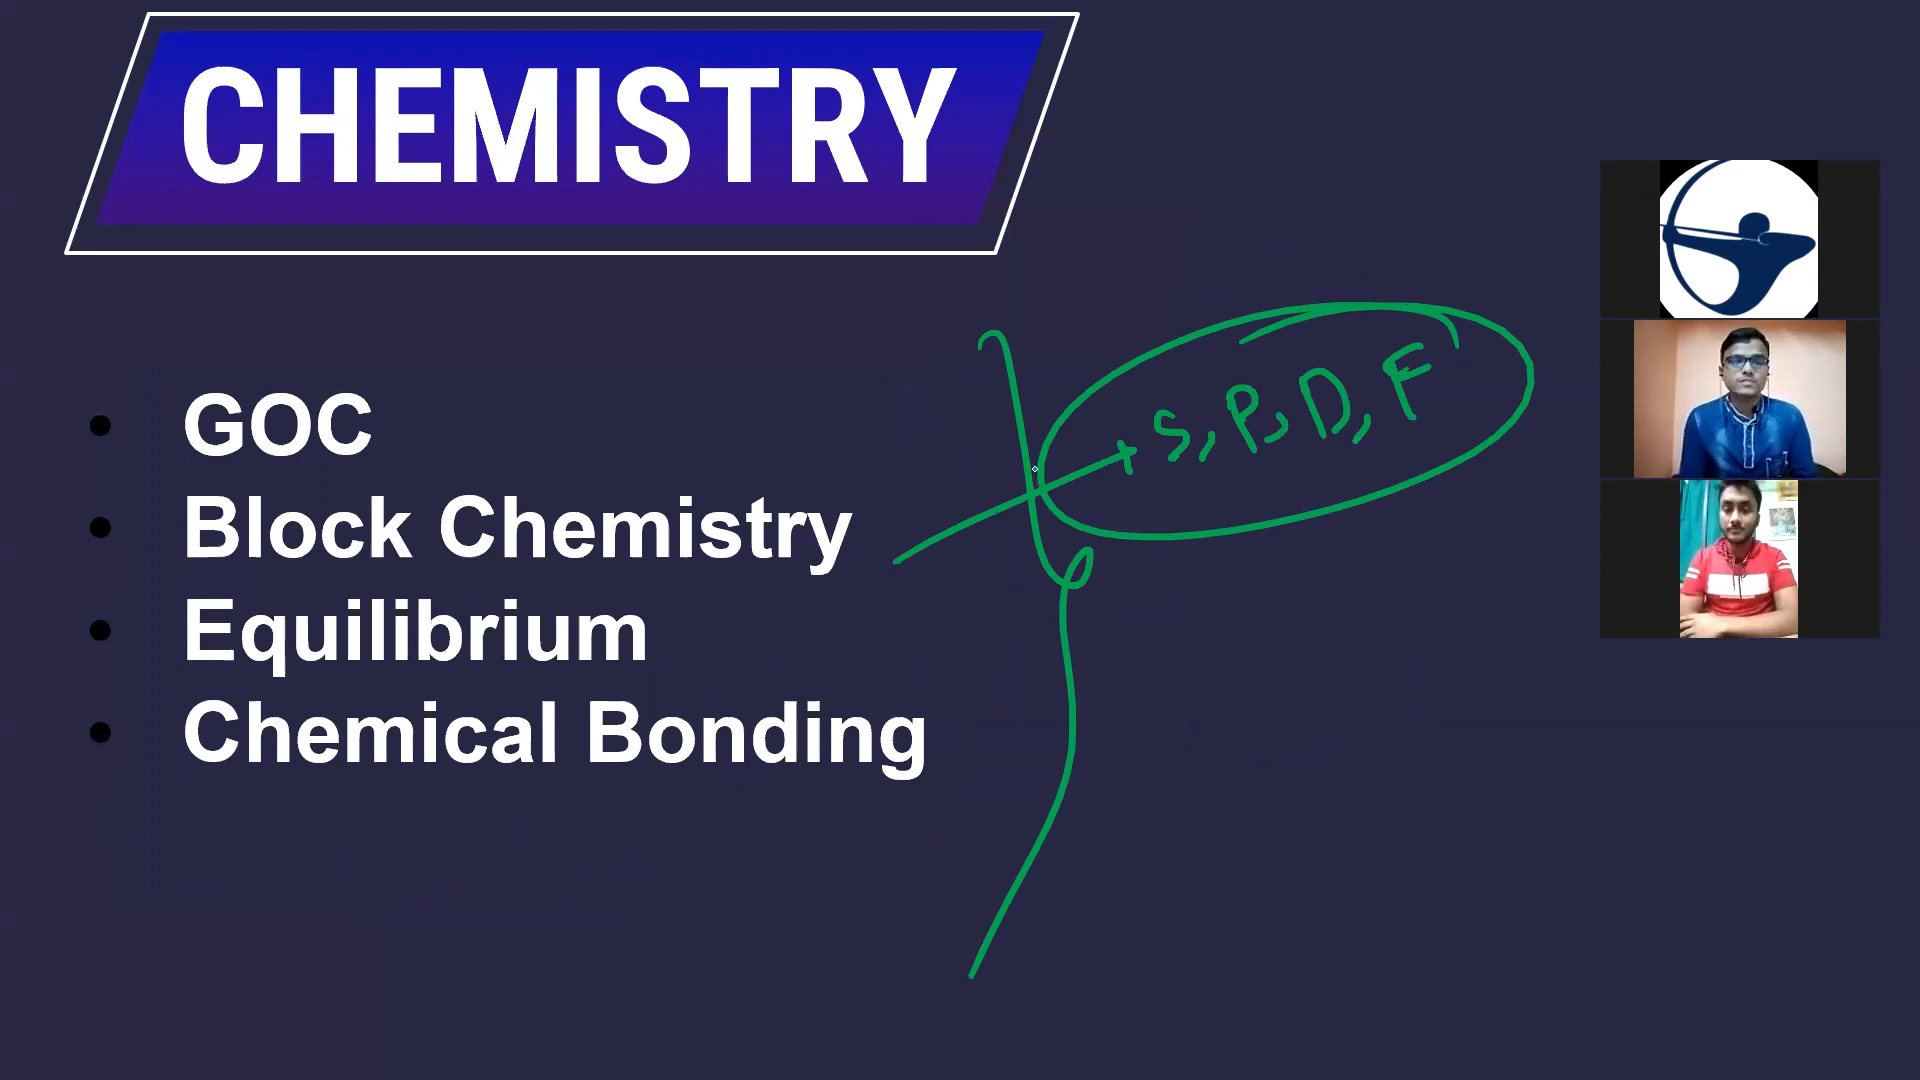 CHEMISTRY
GOC
Block Chemistry
S, P, D, F
Equilibrium
Chemical Bonding